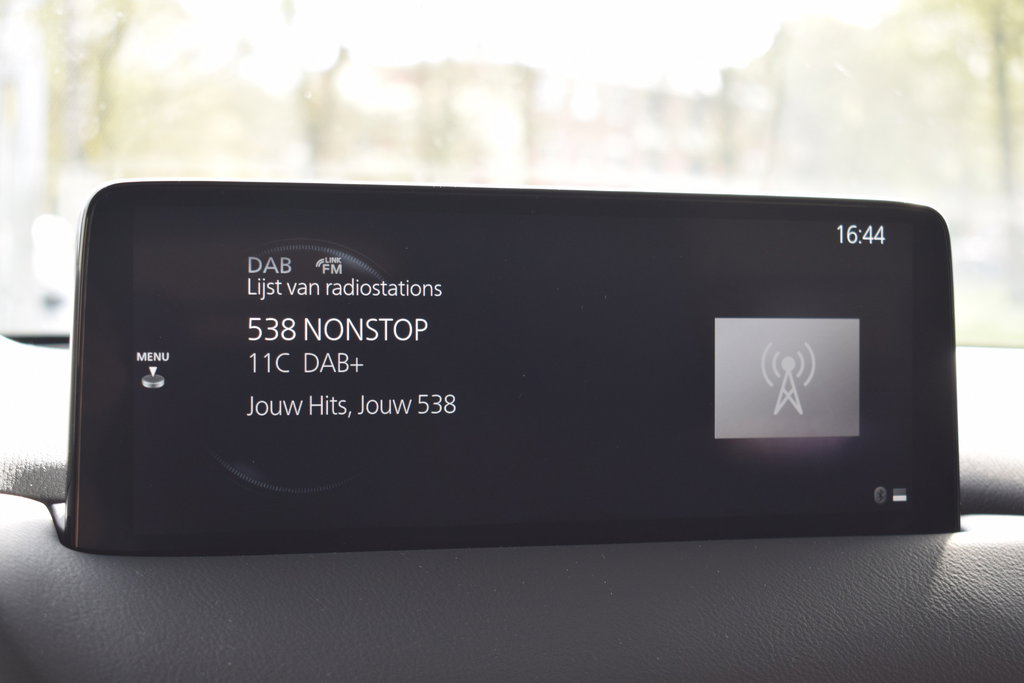 16:44
DAB LINK FM
Lijst van radiostations
538 NONSTOP
11C DAB+
Jouw Hits, Jouw 538
MENU